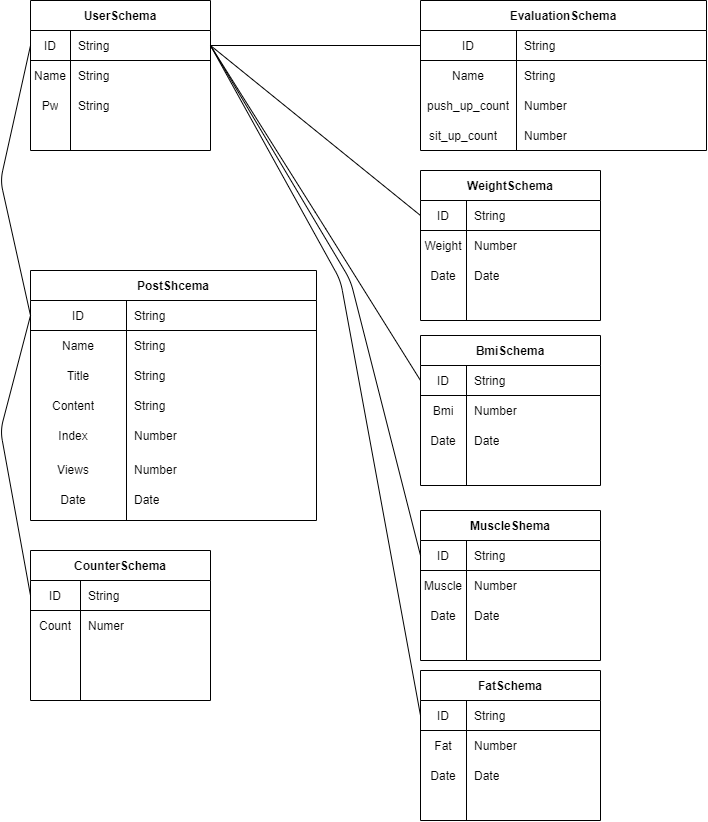 UserSchema
ID String
Name String
Pw String
EvaluationSchema
ID String
Name String
push_up_count Number
sit_up_count Number
WeightSchema
ID String
Weight Number
Date Date
PostShcema
ID String
Name String
Title String
Content String
Index Number
Views Number
Date Date
BmiSchema
ID String
Bmi Number
Date Date
MuscleShema
ID String
Muscle Number
Date Date
CounterSchema
ID String
Count Numer
FatSchema
ID String
Fat Number
Date Date